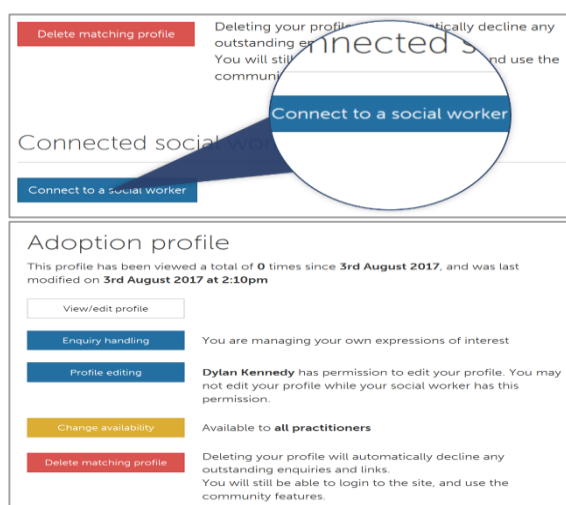 Delete matching profile
Deleting your profile tically decline any
outstanding
You will still nd use the
nnected s
Connect to a social worker
Connected soc
Connect to a social worker
Adoption profile
This profile has been viewed a total of 0 times since 3rd August 2017, and was last
modified on 3rd August 2017 at 2:10pm
View/edit profile
Enquiry handling
You are managing your own expressions of interest
Profile editing
Dylan Kennedy has permission to edit your profile. You may
not edit your profile while your social worker has this
permission.
Change availability
Available to all practitioners
Delete matching profile
Deleting your profile will automatically decline any
outstanding enquiries and links.
You will still be able to login to the site, and use the
community features.